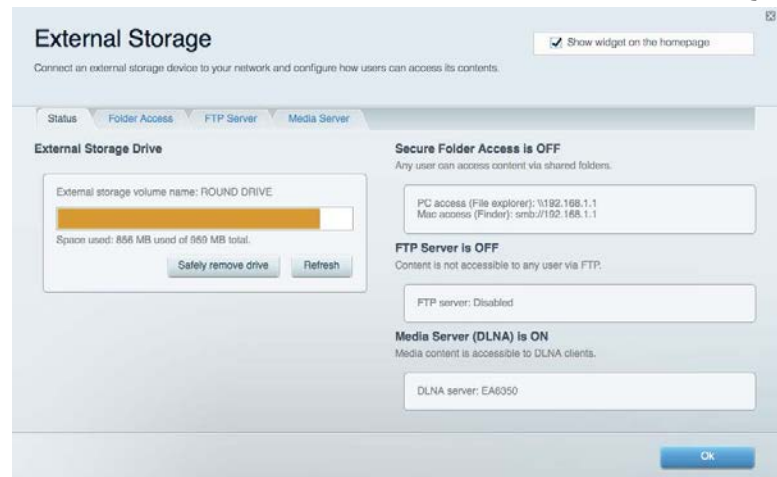 External Storage
Show widget on the homepage
Connect an external storage device to your network and configure how users can access its contents.
Status
Folder Access
FTP Server
Media Server
External Storage Drive
External storage volume name: ROUND DRIVE
Space used: 856 MB used of 959 MB total.
Safely remove drive
Refresh
Secure Folder Access is OFF
Any user can access content via shared folders.
PC access (File explorer): \\192.168.1.1
Mac access (Finder): smb://192.168.1.1
FTP Server is OFF
Content is not accessible to any user via FTP.
FTP server: Disabled
Media Server (DLNA) is ON
Media content is accessible to DLNA clients.
DLNA server: EA6350
Ok